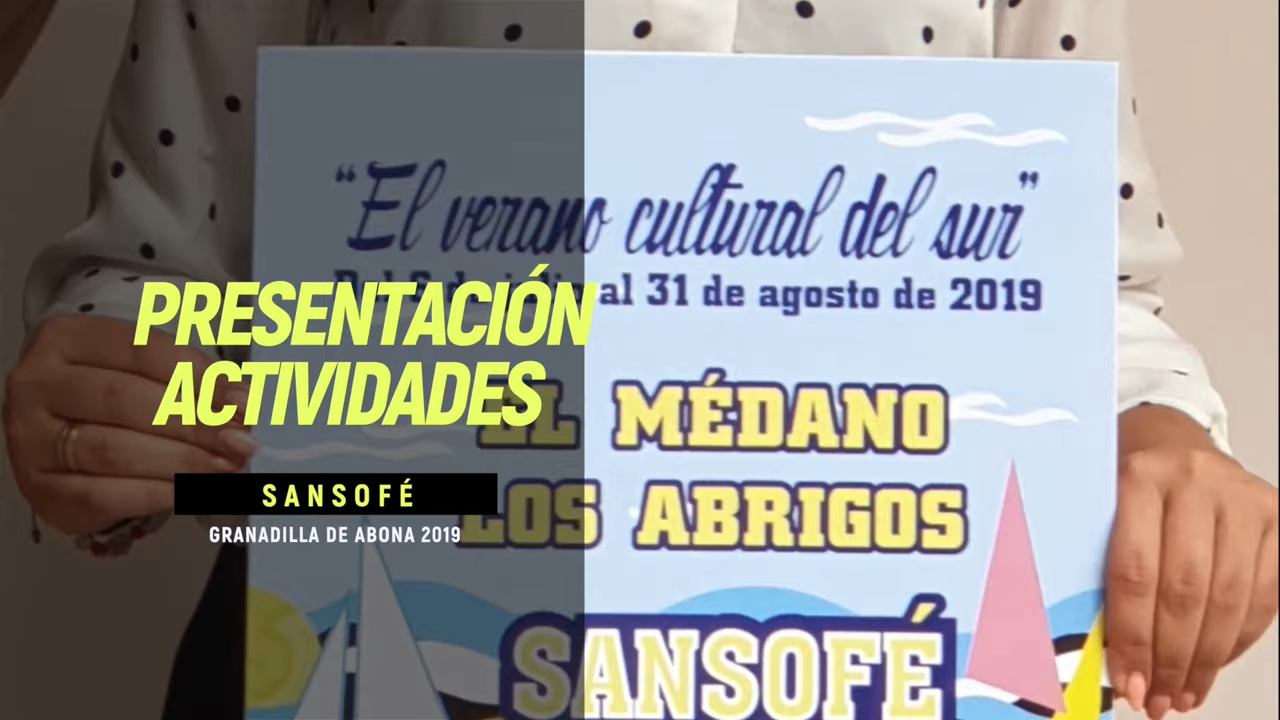 "El verano cultural del sur"
al 31 de agosto de 2019
PRESENTACIÓN
ACTIVIDADES
EL MÉDANO
LOS ABRIGOS
SANSOFÉ
GRANADILLA DE ABONA 2019
SANSOFÉ